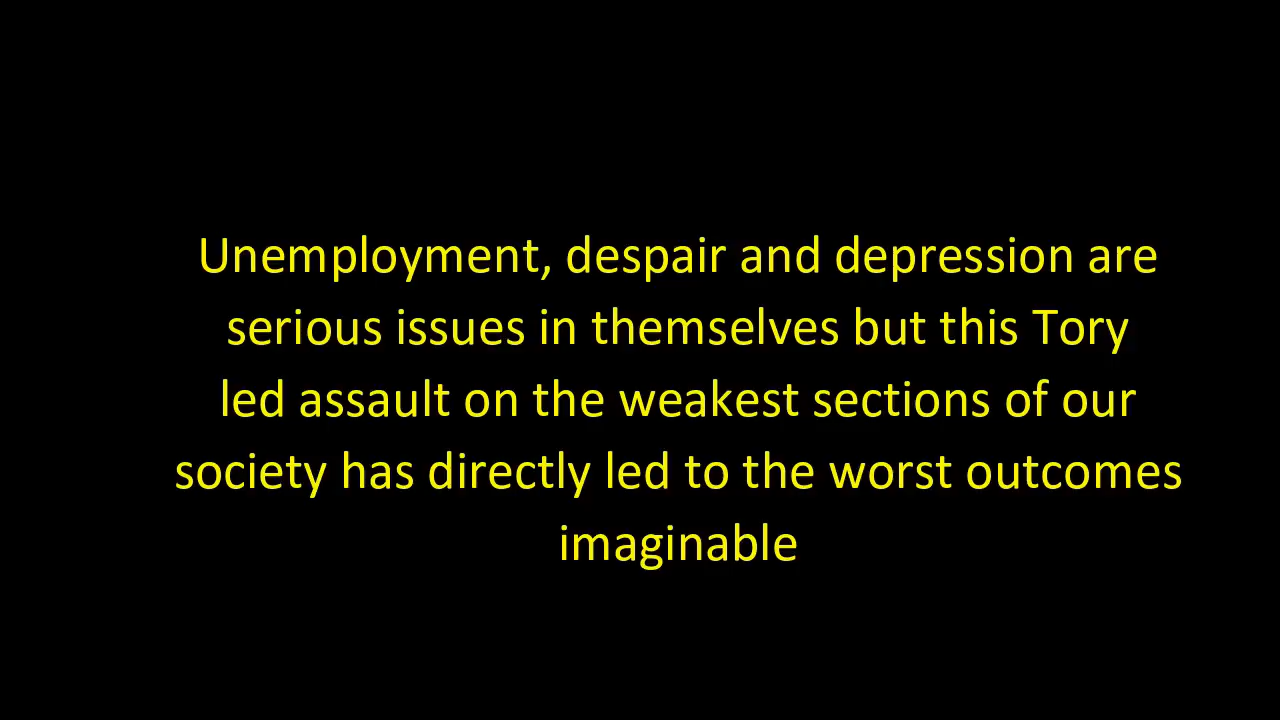 Unemployment, despair and depression are
serious issues in themselves but this Tory
led assault on the weakest sections of our
society has directly led to the worst outcomes
imaginable